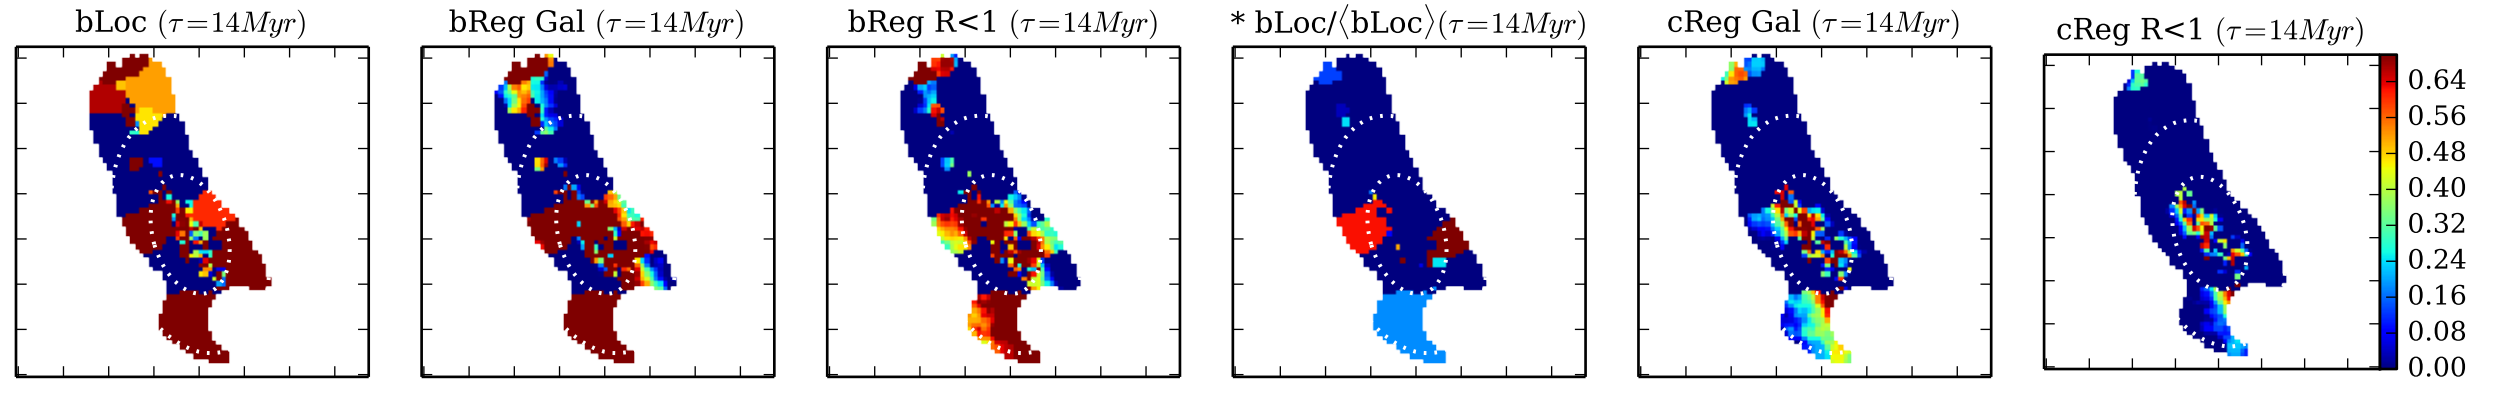 bLoc (τ=14Myr)
bReg Gal (τ=14Myr)
bReg R<1 (τ=14Myr)
* bLoc/⟨bLoc⟩(τ=14Myr)
cReg Gal (τ=14Myr)
cReg R<1 (τ=14Myr)
0.64
0.56
0.48
0.40
0.32
0.24
0.16
0.08
0.00